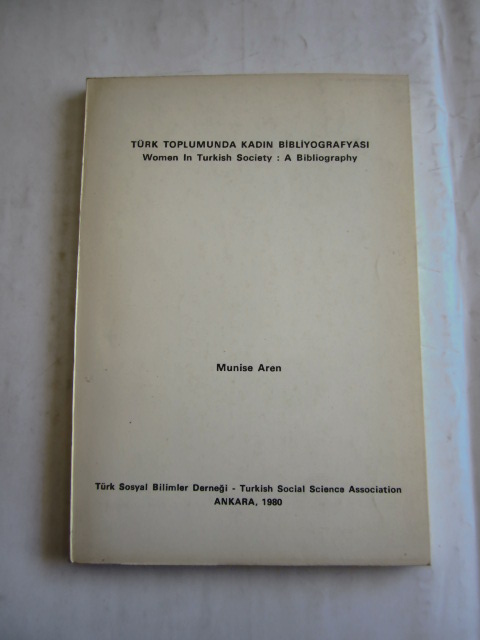 TÜRK TOPLUMUNDA KADIN BİBLİYOGRAFYASI
Women In Turkish Society : A Bibliography
Munise Aren
Türk Sosyal Bilimler Derneği - Turkish Social Science Association
ANKARA, 1980